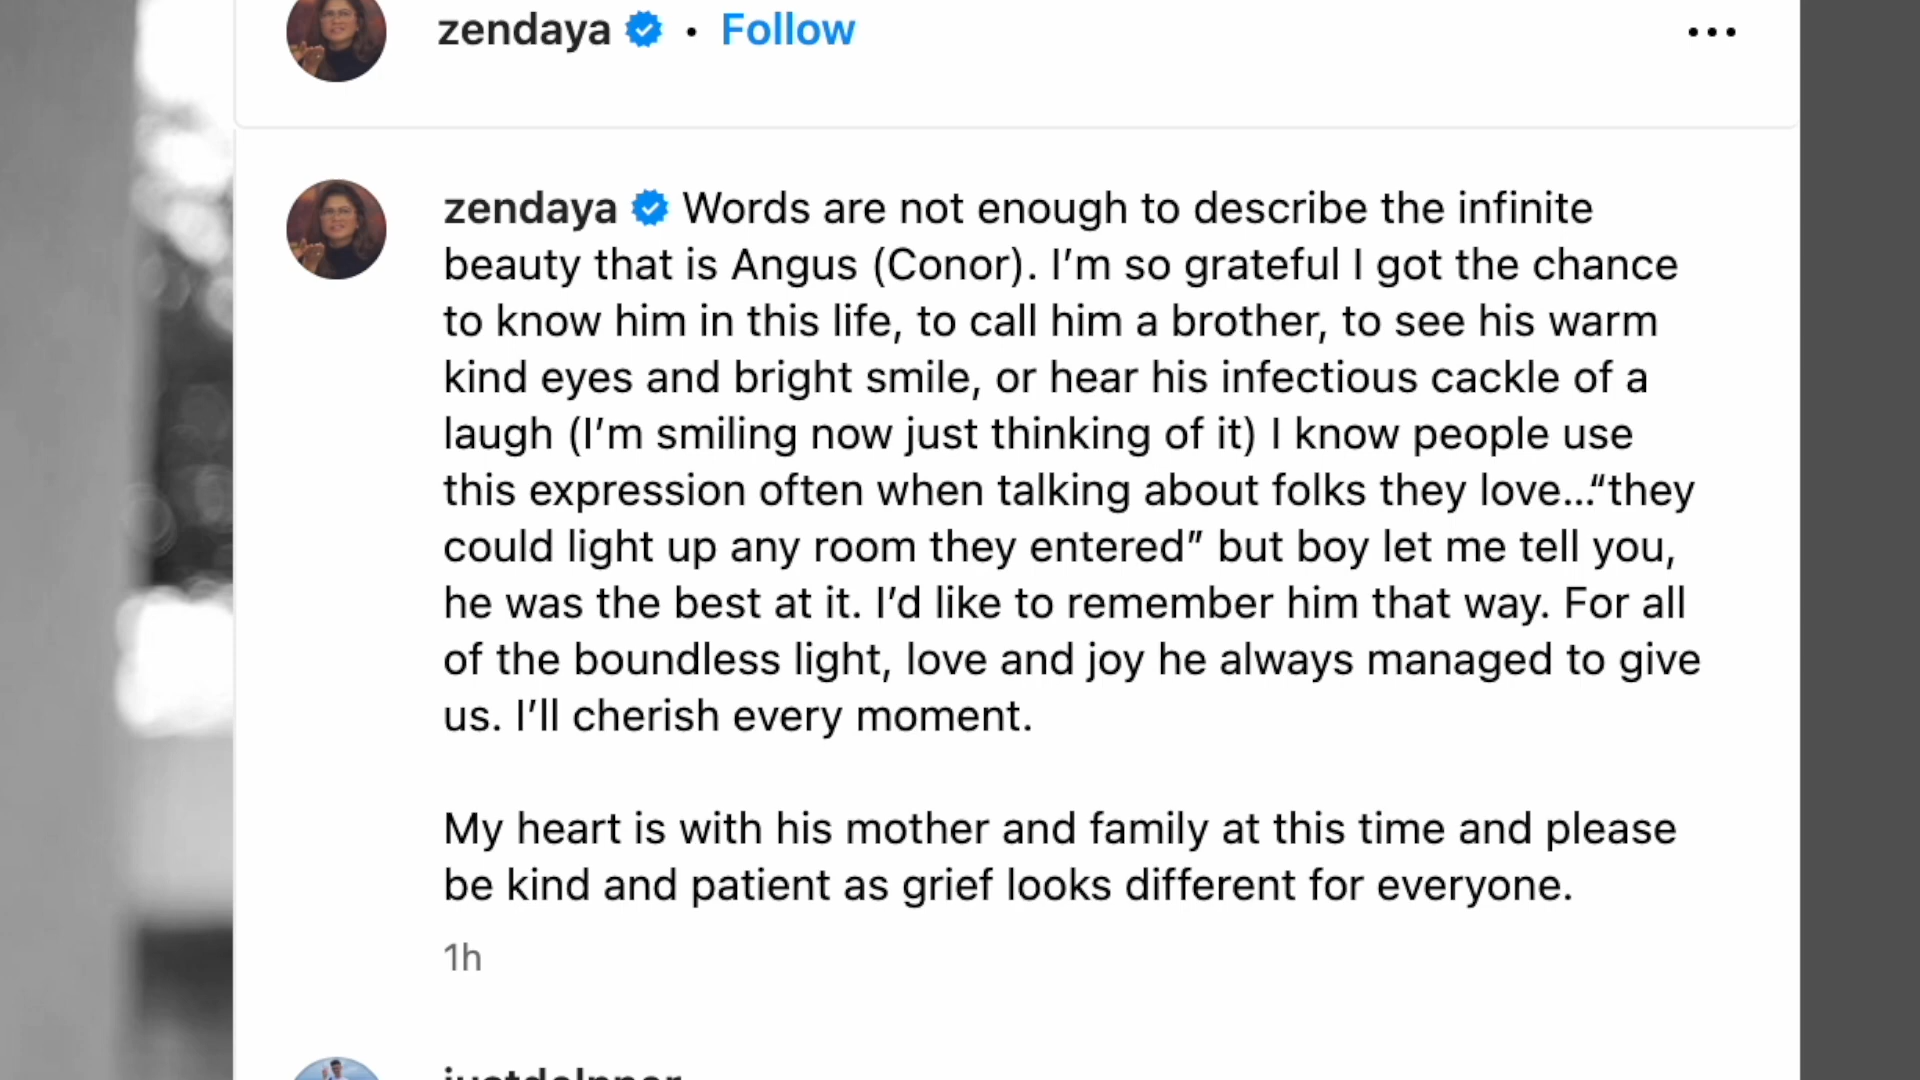 zendaya • Follow
zendaya Words are not enough to describe the infinite
beauty that is Angus (Conor). I’m so grateful I got the chance
to know him in this life, to call him a brother, to see his warm
kind eyes and bright smile, or hear his infectious cackle of a
laugh (I’m smiling now just thinking of it) I know people use
this expression often when talking about folks they love...“they
could light up any room they entered” but boy let me tell you,
he was the best at it. I’d like to remember him that way. For all
of the boundless light, love and joy he always managed to give
us. I’ll cherish every moment.
My heart is with his mother and family at this time and please
be kind and patient as grief looks different for everyone.
1h